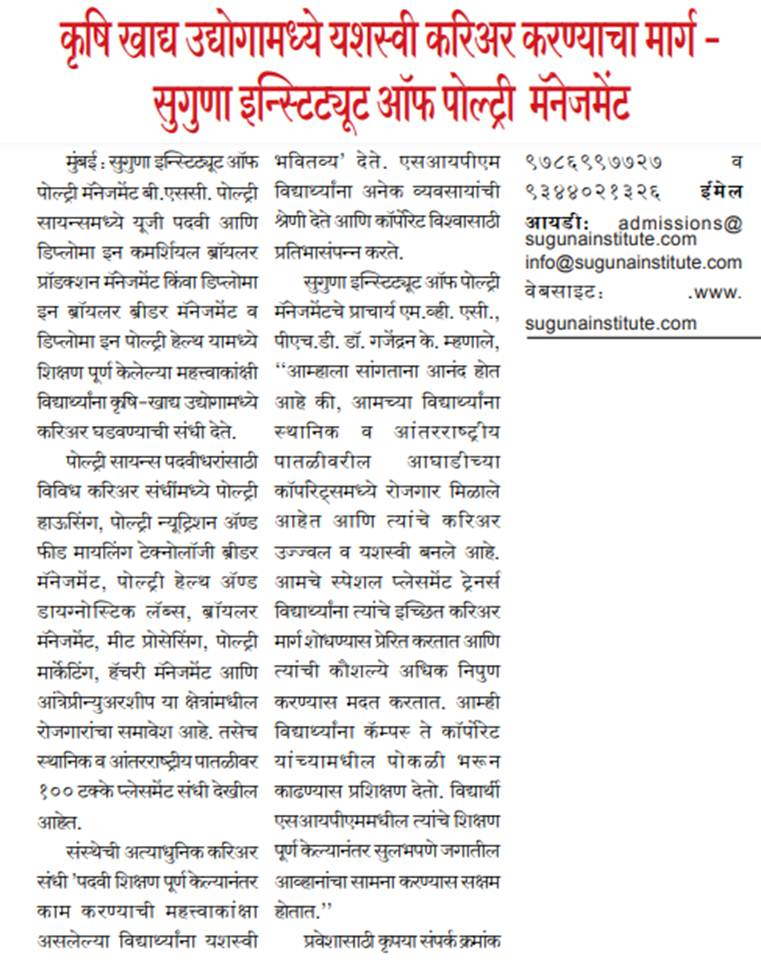 कृषि खाद्य उद्योगामध्ये यशस्वी करिअर करण्याचा मार्ग -
सुगुणा इन्स्टिट्यूट ऑफ पोल्ट्री मॅनेजमेंट
मुंबई : सुगुणा इन्स्टिट्यूट ऑफ
पोल्ट्री मॅनेजमेंट बी.एससी. पोल्ट्री
सायन्समध्ये यूजी पदवी आणि
डिप्लोमा इन कमर्शियल ब्रॉयलर
प्रॉडक्शन मॅनेजमेंट किंवा डिप्लोमा
इन ब्रॉयलर ब्रीडर मॅनेजमेंट व
डिप्लोमा इन पोल्ट्री हेल्थ यामध्ये
शिक्षण पूर्ण केलेल्या महत्त्वाकांक्षी
विद्यार्थ्यांना कृषि-खाद्य उद्योगामध्ये
करिअर घडवण्याची संधी देते.
पोल्ट्री सायन्स पदवीधरांसाठी
विविध करिअर संधींमध्ये पोल्ट्री
हाऊसिंग, पोल्ट्री न्यूट्रिशन अ‍ॅण्ड
फीड मायलिंग टेक्नोलॉजी ब्रीडर
मॅनेजमेंट, पोल्ट्री हेल्थ अ‍ॅण्ड
डायग्नोस्टिक लॅब्स, ब्रॉयलर
मॅनेजमेंट, मीट प्रोसेसिंग, पोल्ट्री
मार्केटिंग, हॅचरी मॅनेजमेंट आणि
आंत्रेप्रीन्युअरशीप या क्षेत्रांमधील
रोजगारांचा समावेश आहे. तसेच
स्थानिक व आंतरराष्ट्रीय पातळीवर
१०० टक्के प्लेसमेंट संधी देखील
आहेत.
संस्थेची अत्याधुनिक करिअर
संधी 'पदवी शिक्षण पूर्ण केल्यानंतर
काम करण्याची महत्त्वाकांक्षा
असलेल्या विद्यार्थ्यांना यशस्वी
भवितव्य' देते. एसआयपीएम
विद्यार्थ्यांना अनेक व्यवसायांची
श्रेणी देते आणि कॉर्पोरेट विश्वासाठी
प्रतिभासंपन्न करते.
सुगुणा इन्स्टिट्यूट ऑफ पोल्ट्री
मॅनेजमेंटचे प्राचार्य एम.व्ही. एसी.,
पीएच.डी. डॉ. गजेंद्रन के. म्हणाले,
‘‘आम्हाला सांगताना आनंद होत
आहे की, आमच्या विद्यार्थ्यांना
स्थानिक व आंतरराष्ट्रीय
पातळीवरील आघाडीच्या
कॉपरिट्समध्ये रोजगार मिळाले
आहेत आणि त्यांचे करिअर
उज्ज्वल व यशस्वी बनले आहे.
आमचे स्पेशल प्लेसमेंट ट्रेनर्स
विद्यार्थ्यांना त्यांचे इच्छित करिअर
मार्ग शोधण्यास प्रेरित करतात आणि
त्यांची कौशल्ये अधिक निपुण
करण्यास मदत करतात. आम्ही
विद्यार्थ्यांना कॅम्पस ते कॉर्पोरेट
यांच्यामधील पोकळी भरून
काढण्यास प्रशिक्षण देतो. विद्यार्थी
एसआयपीएममधील त्यांचे शिक्षण
पूर्ण केल्यानंतर सुलभपणे जगातील
आव्हानांचा सामना करण्यास सक्षम
होतात.’’
प्रवेशासाठी कृपया संपर्क क्रमांक
९७८६९९७७२७ व
९३४४०२१३२६ ईमेल
आयडी: admissions@
sugunainstitute.com
info@sugunainstitute.com
वेबसाइट: .www.
sugunainstitute.com